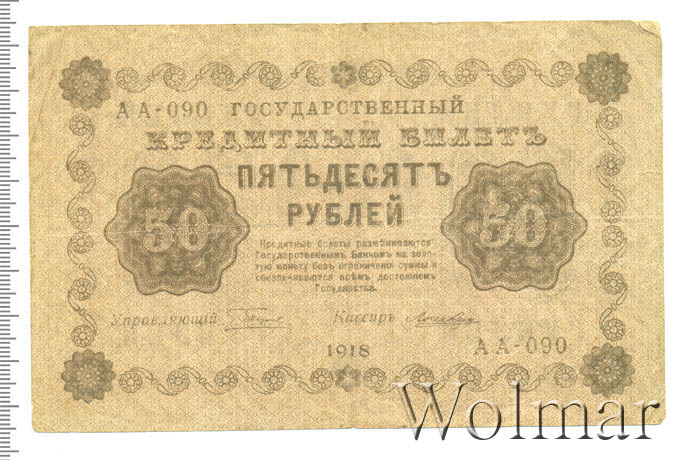 АА-090 ГОСУДАРСТВЕННЫЙ
КРЕДИТНЫЙ БИЛЕТЪ
ПЯТЬДЕСЯТЪ
РУБЛЕЙ
50
50
Кредитные билеты размѣниваются
Государственнымъ Банкомъ на золо-
тую монету безъ ограниченія суммы и
обезпечиваются всѣмъ достояніемъ
Государства.
Управляющій
Кассиръ
1918
АА-090
Wolmar